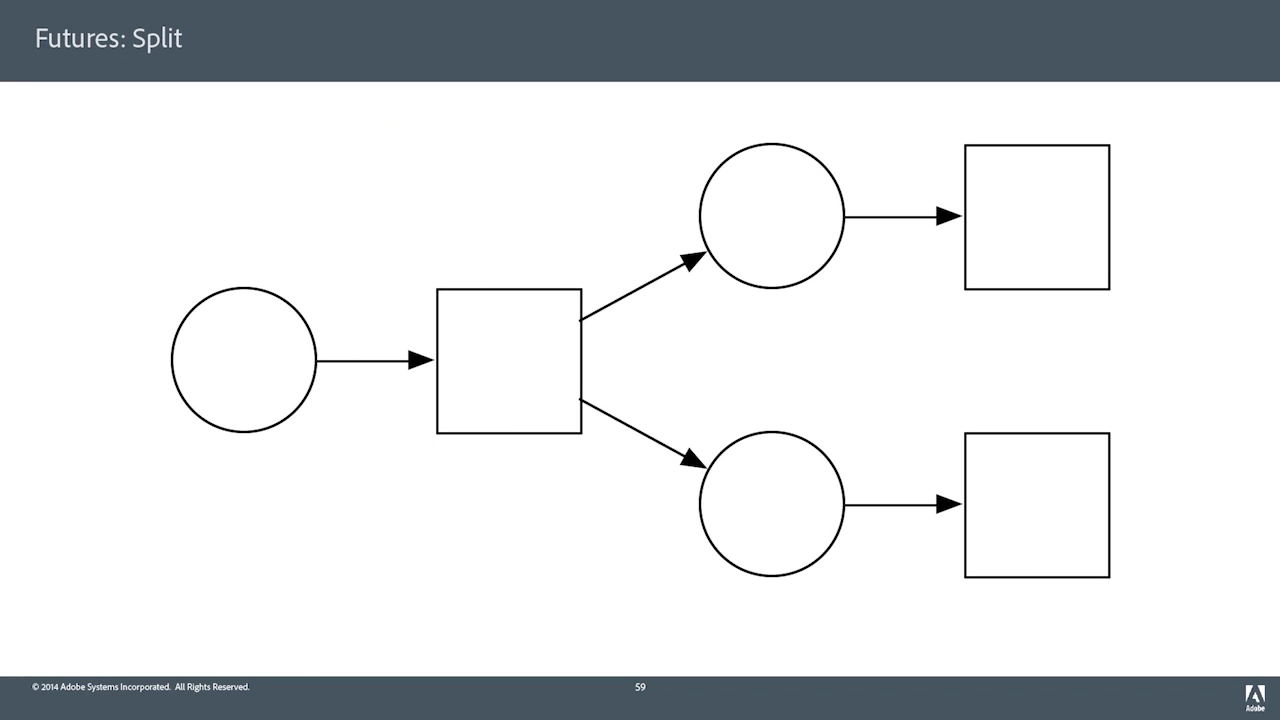 Futures: Split
© 2014 Adobe Systems Incorporated. All Rights Reserved.
59
Adobe